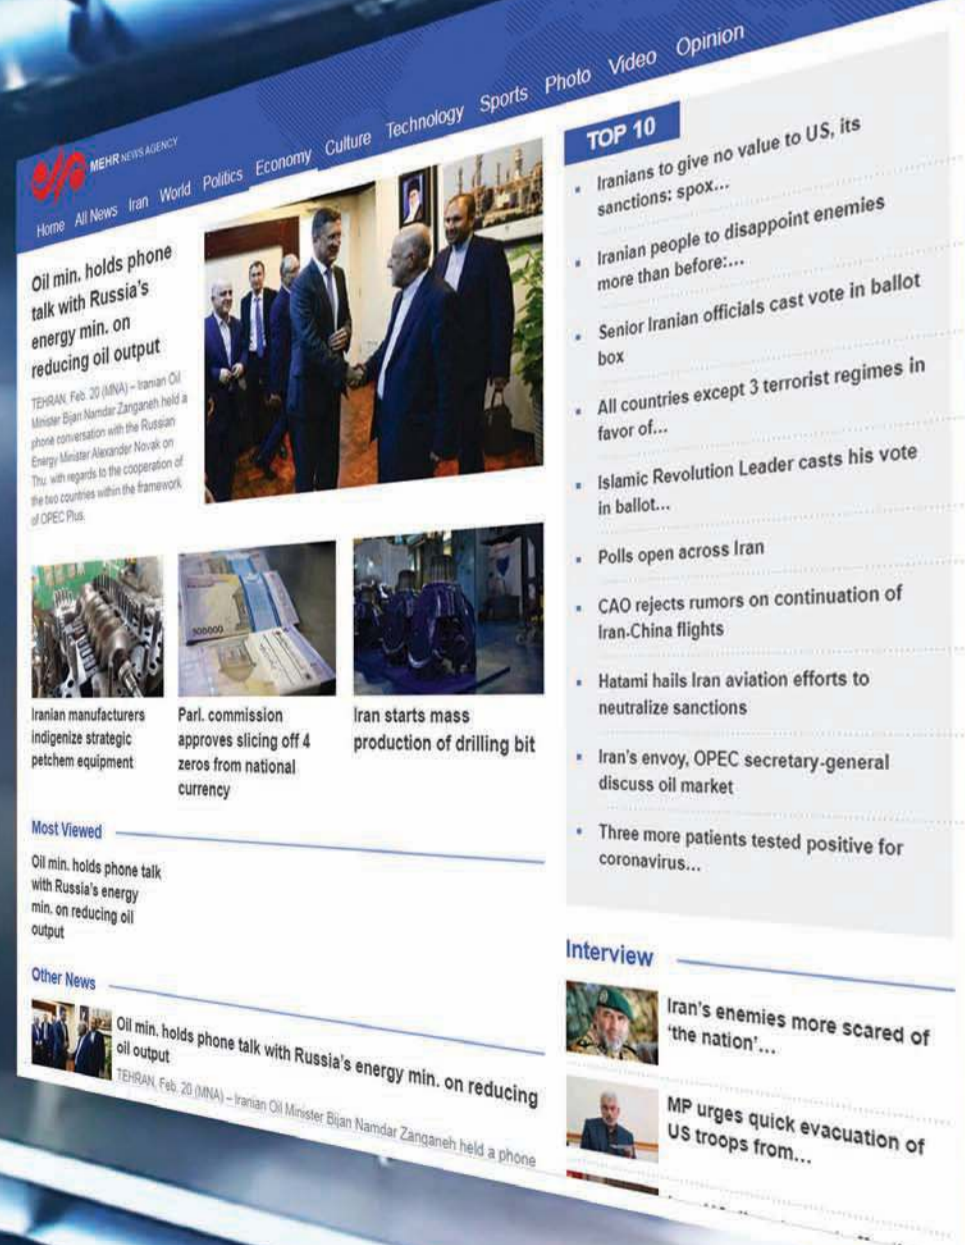 MEHR NEWS AGENCY
Home All News Iran World Politics Economy Culture Technology Sports Photo Video Opinion
Oil min. holds phone
talk with Russia's
energy min. on
reducing oil output
TEHRAN, Feb. 20 (MNA) – Iranian Oil
Minister Bijan Namdar Zanganeh held a
phone conversation with the Russian
Energy Minister Alexander Novak on
Thu. with regards to the cooperation of
the two countries within the framework
of OPEC Plus.
Iranian manufacturers
indigenize strategic
petchem equipment
Parl. commission
approves slicing off 4
zeros from national
currency
Iran starts mass
production of drilling bit
Most Viewed
Oil min. holds phone talk
with Russia's energy
min. on reducing oil
output
Other News
Oil min. holds phone talk with Russia's energy min. on reducing
oil output
TEHRAN, Feb. 20 (MNA) – Iranian Oil Minister Bijan Namdar Zanganeh held a phone
TOP 10
Iranians to give no value to US, its
sanctions: spox...
Iranian people to disappoint enemies
more than before:...
Senior Iranian officials cast vote in ballot
box
All countries except 3 terrorist regimes in
favor of...
Islamic Revolution Leader casts his vote
in ballot...
Polls open across Iran
CAO rejects rumors on continuation of
Iran-China flights
Hatami hails Iran aviation efforts to
neutralize sanctions
Iran's envoy, OPEC secretary-general
discuss oil market
Three more patients tested positive for
coronavirus...
Interview
Iran's enemies more scared of
'the nation'...
MP urges quick evacuation of
US troops from...